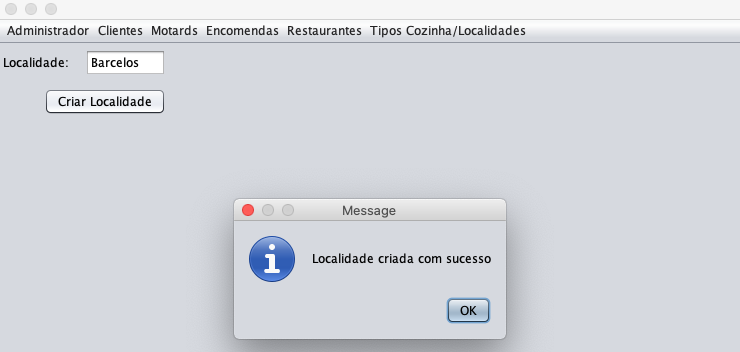 Administrador Clientes Motards Encomendas Restaurantes Tipos Cozinha/Localidades
Localidade: Barcelos
Criar Localidade
Message
Localidade criada com sucesso
OK